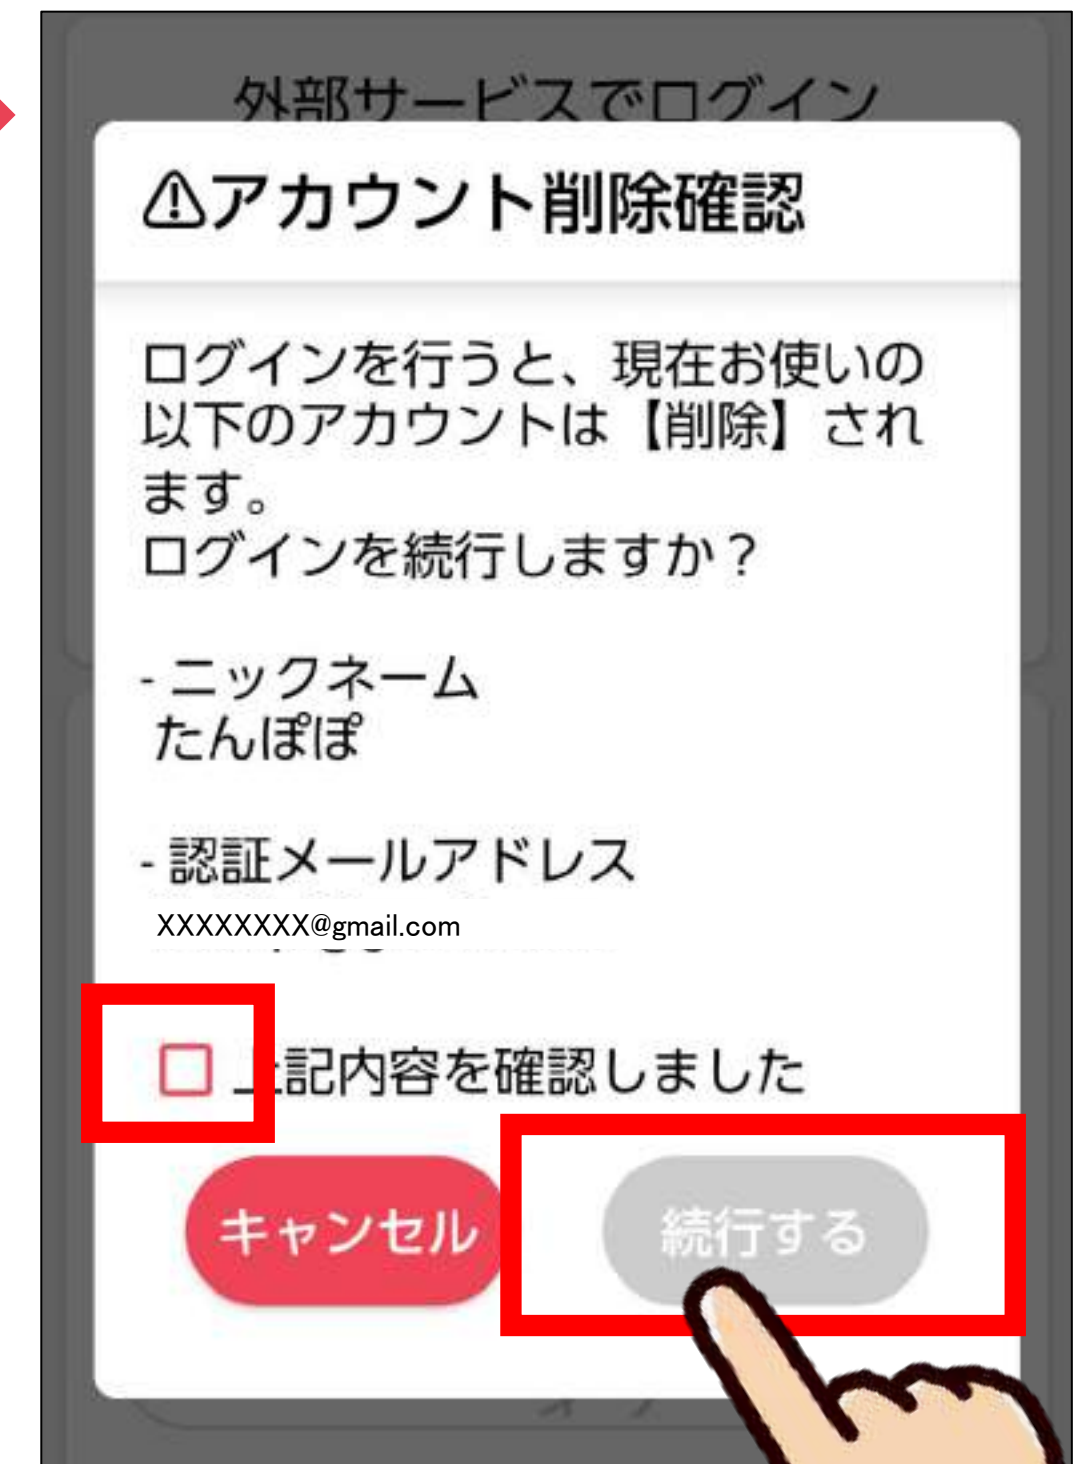 外部サービスでログイン
⚠アカウント削除確認
ログインを行うと、現在お使いの
以下のアカウントは【削除】され
ます。
ログインを続行しますか？
- ニックネーム
たんぽぽ
- 認証メールアドレス
XXXXXXXX@gmail.com
上記内容を確認しました
キャンセル
続行する